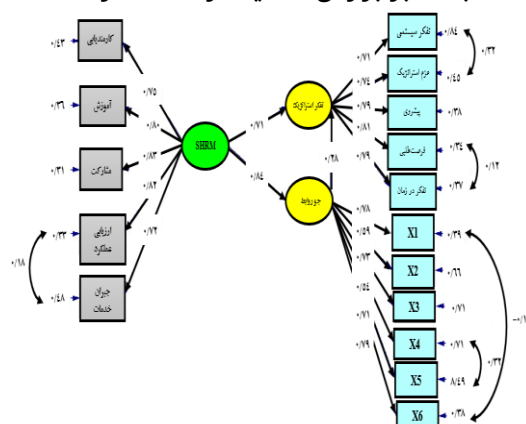 کارمندیابی
آموزش
مشارکت
ارزیابی
عملکرد
جبران
خدمات
۰/۴۳
۰/۳۶
۰/۳۱
۰/۳۳
۰/۴۸
۰/۱۸
۰/۷۵
۰/۸۰
۰/۸۳
۰/۸۲
۰/۷۲
SHRM
۰/۷۱
۰/۸۴
تفکر استراتژیک
۰/۲۸
جو روابط
۰/۷۱
۰/۷۴
۰/۷۹
۰/۸۱
۰/۷۹
۰/۷۸
۰/۵۹
۰/۷۳
۰/۵۴
۰/۷۱
۰/۷۹
تفکر سیستمی
عزم استراتژیک
پیشروی
فرصت‌طلبی
تفکر در زمان
X1
X2
X3
X4
X5
X6
۰/۸۴
۰/۴۵
۰/۳۸
۰/۳۴
۰/۳۷
۰/۳۹
۰/۶۶
۰/۷۱
۰/۷۱
۸/۴۹
۰/۳۸
۰/۳۲
۰/۱۲
۰/۳۲